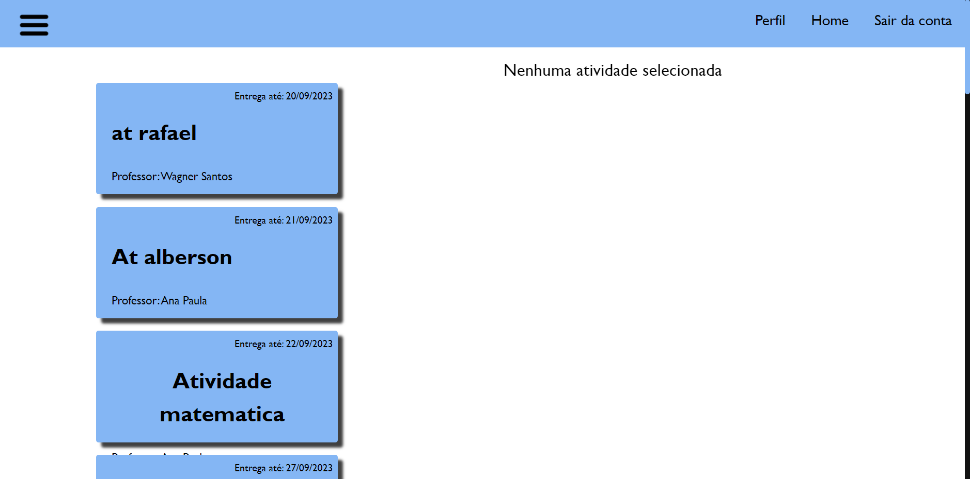 Perfil Home Sair da conta
Nenhuma atividade selecionada
Entrega até: 20/09/2023
at rafael
Professor: Wagner Santos
Entrega até: 21/09/2023
At alberson
Professor: Ana Paula
Entrega até: 22/09/2023
Atividade
matematica
Entrega até: 27/09/2023